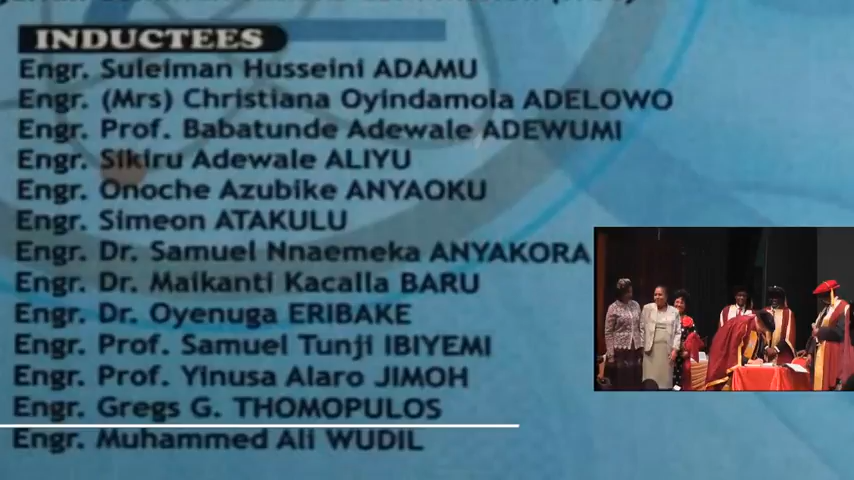 INDUCTEES
Engr. Suleiman Husseini ADAMU
Engr. (Mrs) Christiana Oyindamola ADELOWO
Engr. Prof. Babatunde Adewale ADEWUMI
Engr. Sikiru Adewale ALIYU
Engr. Onoche Azubike ANYAOKU
Engr. Simeon ATAKULU
Engr. Dr. Samuel Nnaemeka ANYAKORA
Engr. Dr. Maikanti Kacalla BARU
Engr. Dr. Oyenuga ERIBAKE
Engr. Prof. Samuel Tunji IBIYEMI
Engr. Prof. Yinusa Alaro JIMOH
Engr. Gregs G. THOMOPULOS
Engr. Muhammed Ali WUDIL